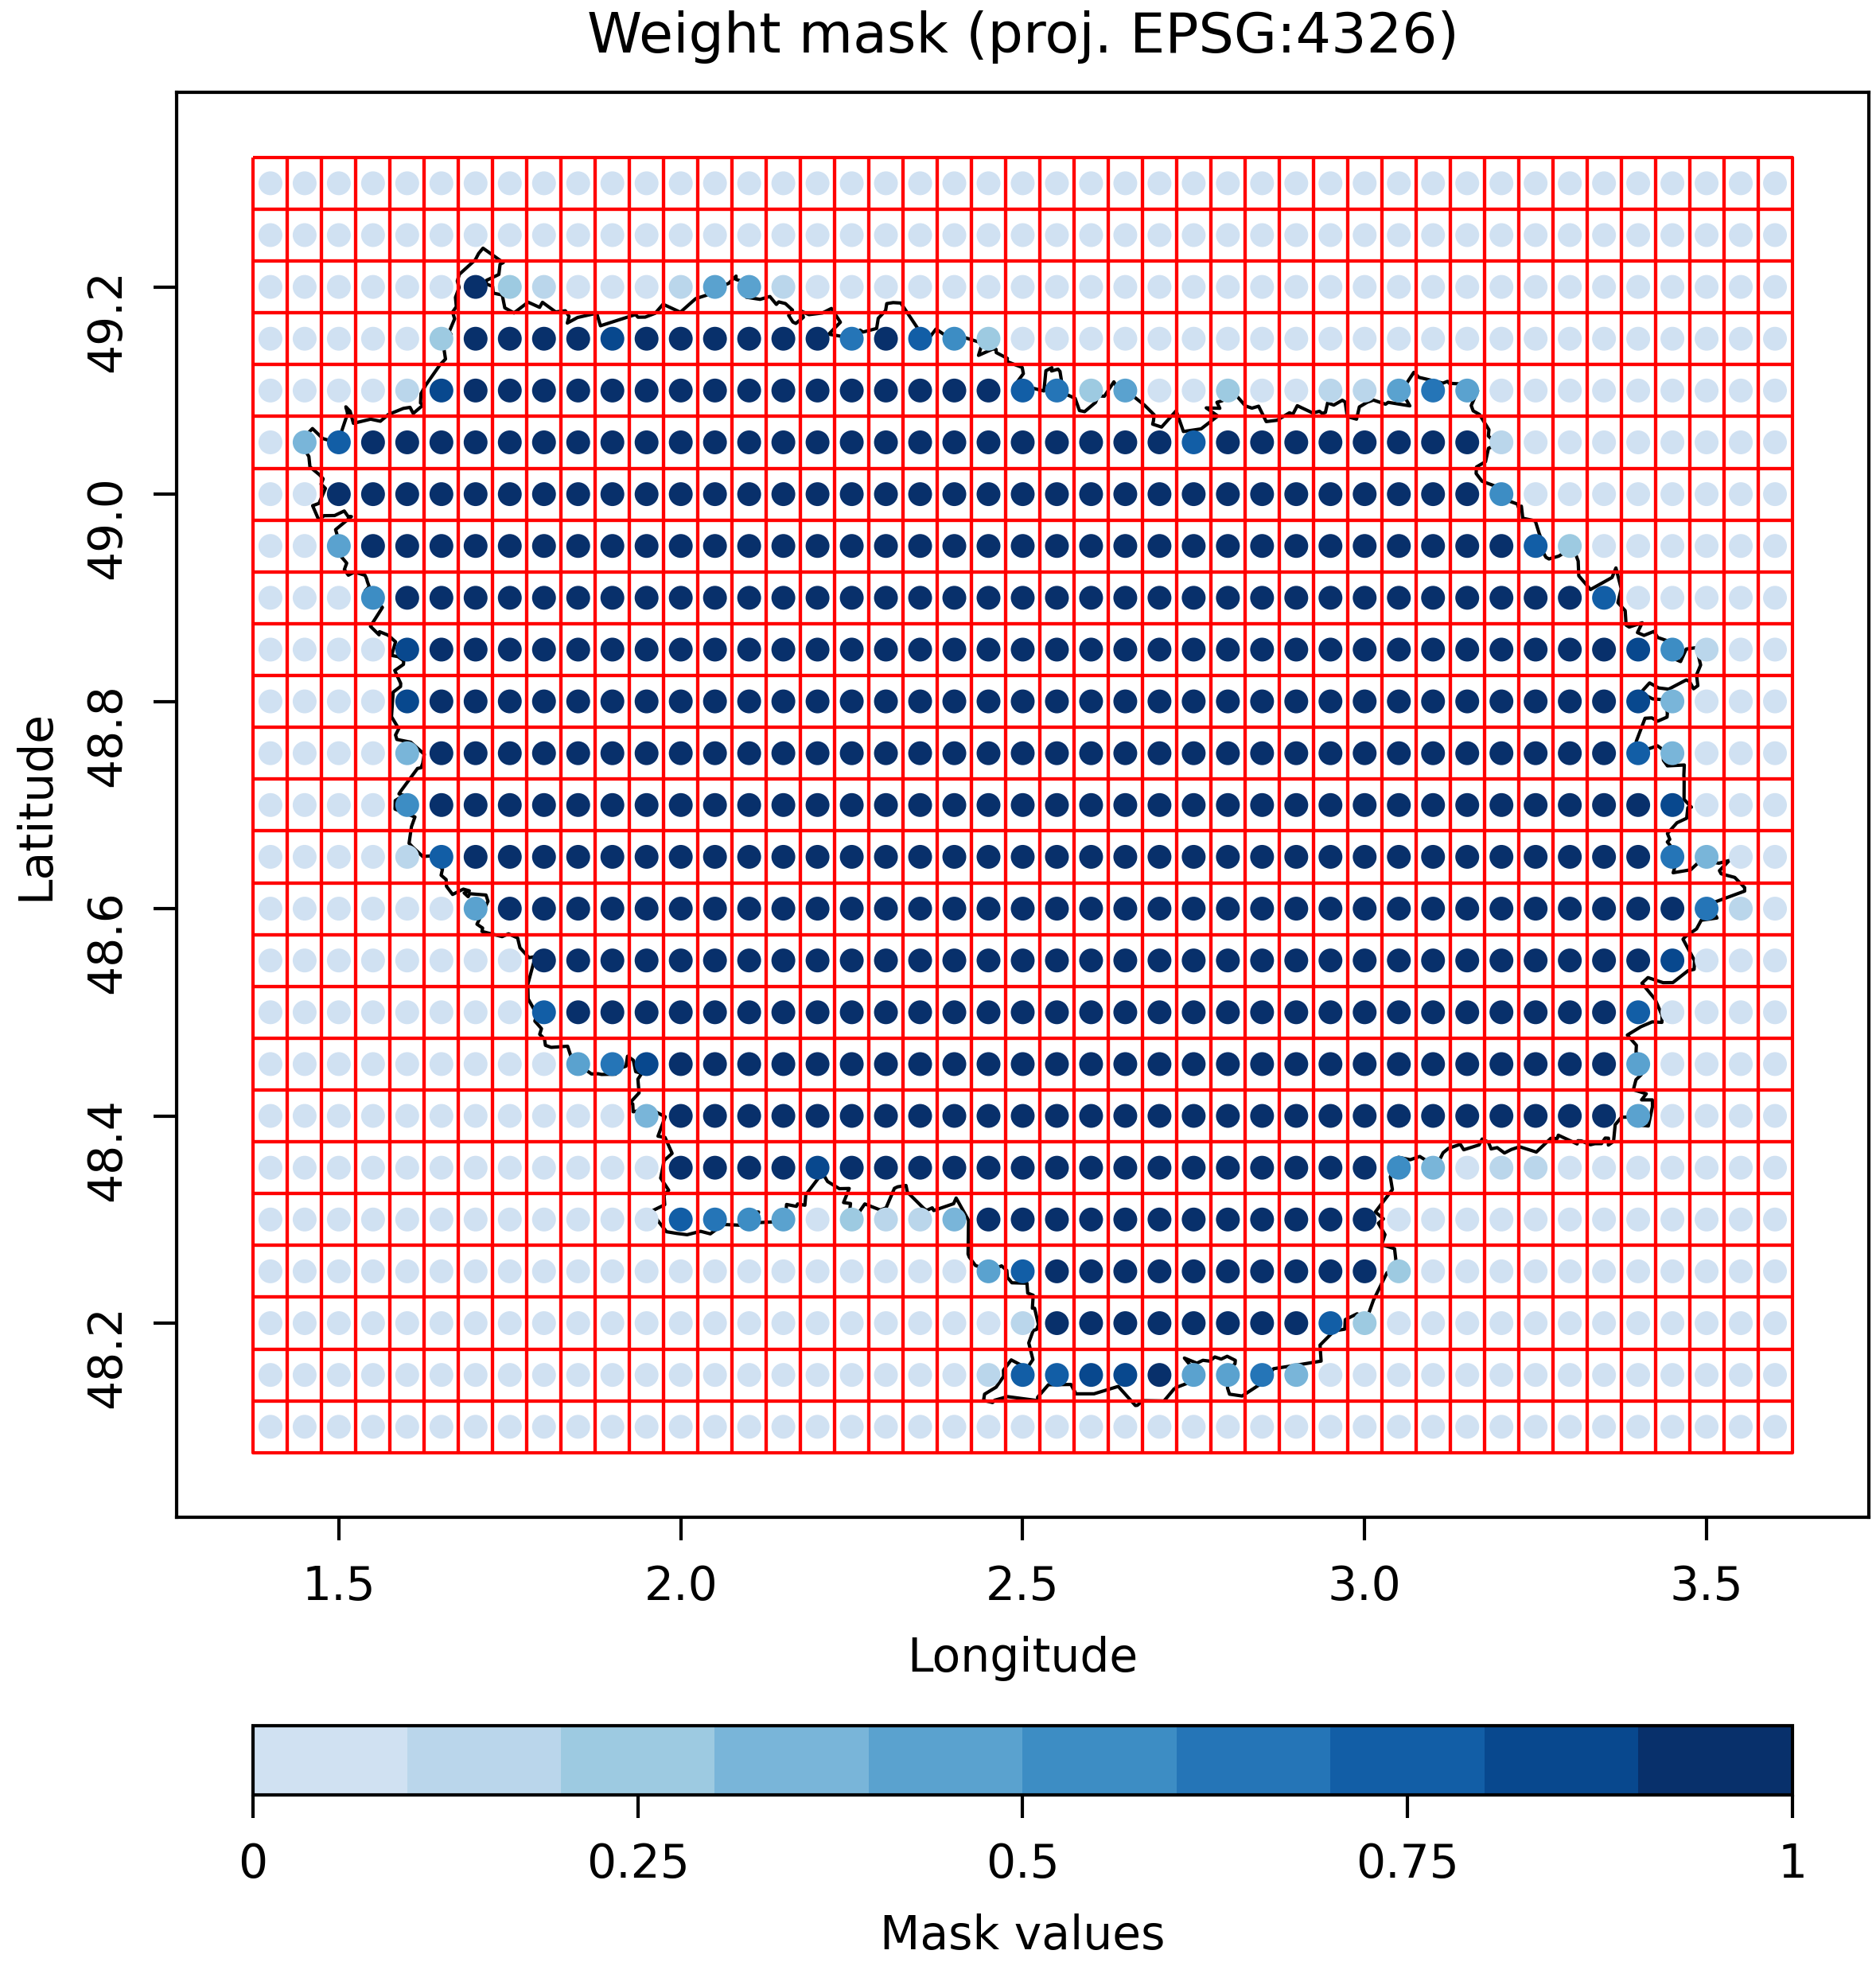 Weight mask (proj. EPSG:4326)
49.2
49.0
48.8
48.6
48.4
48.2
Latitude
1.5 2.0 2.5 3.0 3.5
Longitude
0 0.25 0.5 0.75 1
Mask values